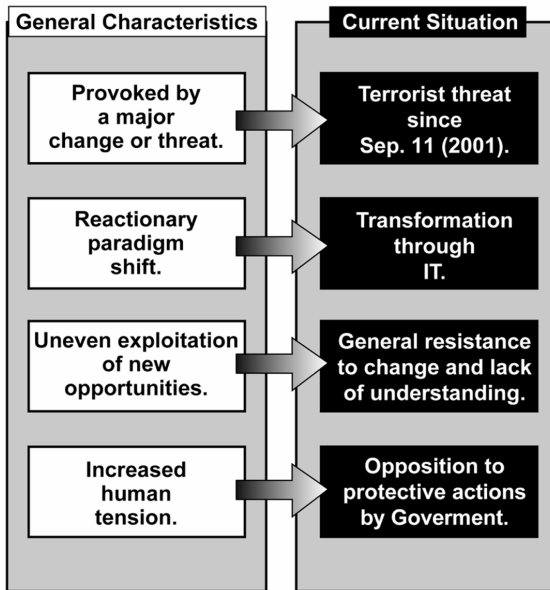 General Characteristics
Current Situation
Provoked by
a major
change or threat.
Terrorist threat
since
Sep. 11 (2001).
Reactionary
paradigm
shift.
Transformation
through
IT.
Uneven exploitation
of new
opportunities.
General resistance
to change and lack
of understanding.
Increased
human
tension.
Opposition to
protective actions
by Goverment.